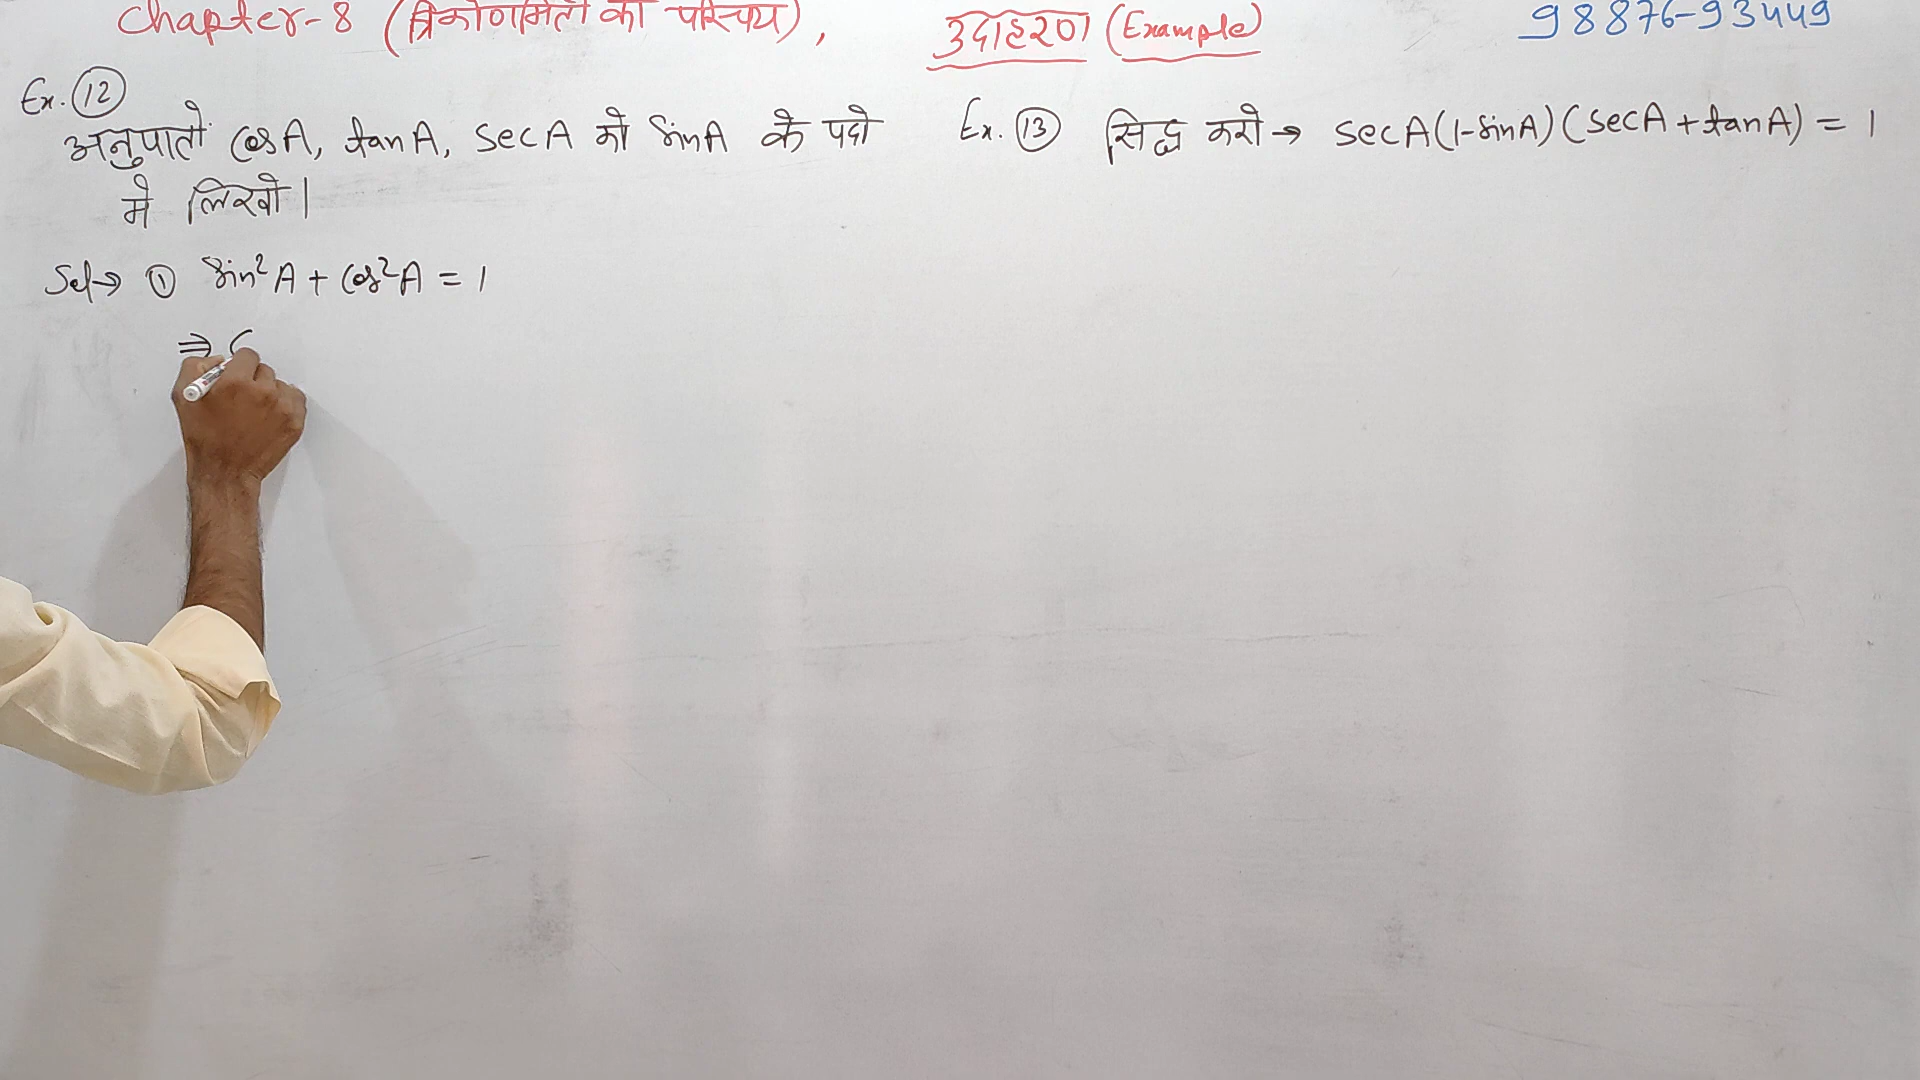 Chapter-8 (त्रिकोणमिती का परिचय), उदाहरण (Example) 98876-93449
Ex. 12
अनुपातो cosA, tanA, secA को sinA के पदो
मे लिखो।
Sol→ ① sin²A + cos²A = 1
⇒ C
Ex. 13 सिद्ध करो → secA(1-sinA)(secA+tanA) = 1